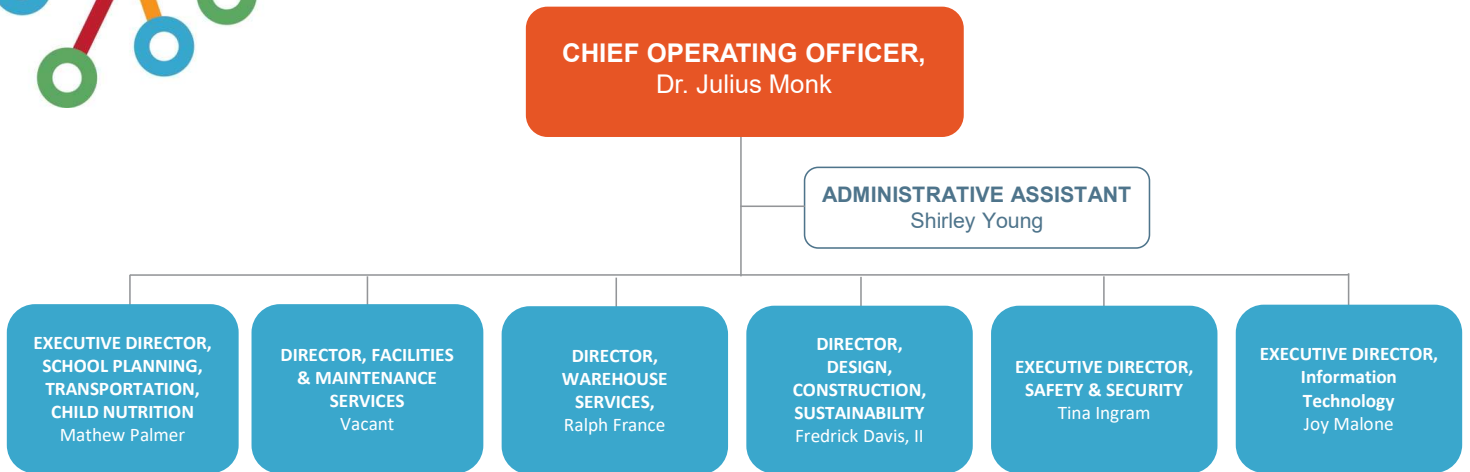 CHIEF OPERATING OFFICER,
Dr. Julius Monk
ADMINISTRATIVE ASSISTANT
Shirley Young
EXECUTIVE DIRECTOR,
SCHOOL PLANNING,
TRANSPORTATION,
CHILD NUTRITION
Mathew Palmer
DIRECTOR, FACILITIES
& MAINTENANCE
SERVICES
Vacant
DIRECTOR,
WAREHOUSE
SERVICES,
Ralph France
DIRECTOR,
DESIGN,
CONSTRUCTION,
SUSTAINABILITY
Fredrick Davis, II
EXECUTIVE DIRECTOR,
SAFETY & SECURITY
Tina Ingram
EXECUTIVE DIRECTOR,
Information
Technology
Joy Malone